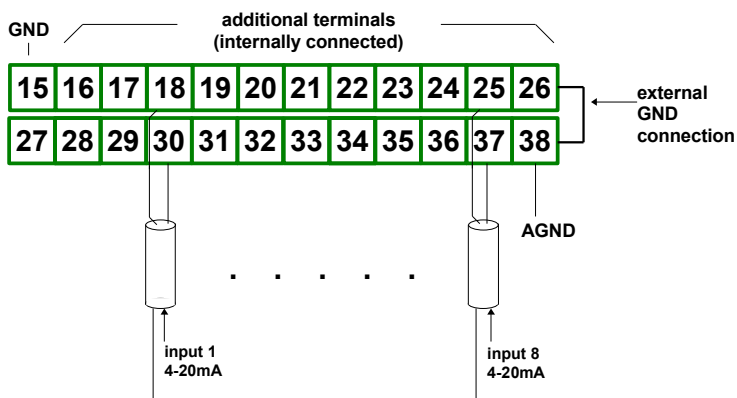 additional terminals
(internally connected)
GND
15 16 17 18 19 20 21 22 23 24 25 26
27 28 29 30 31 32 33 34 35 36 37 38
external
GND
connection
AGND
. . . . .
input 1
4-20mA
input 8
4-20mA